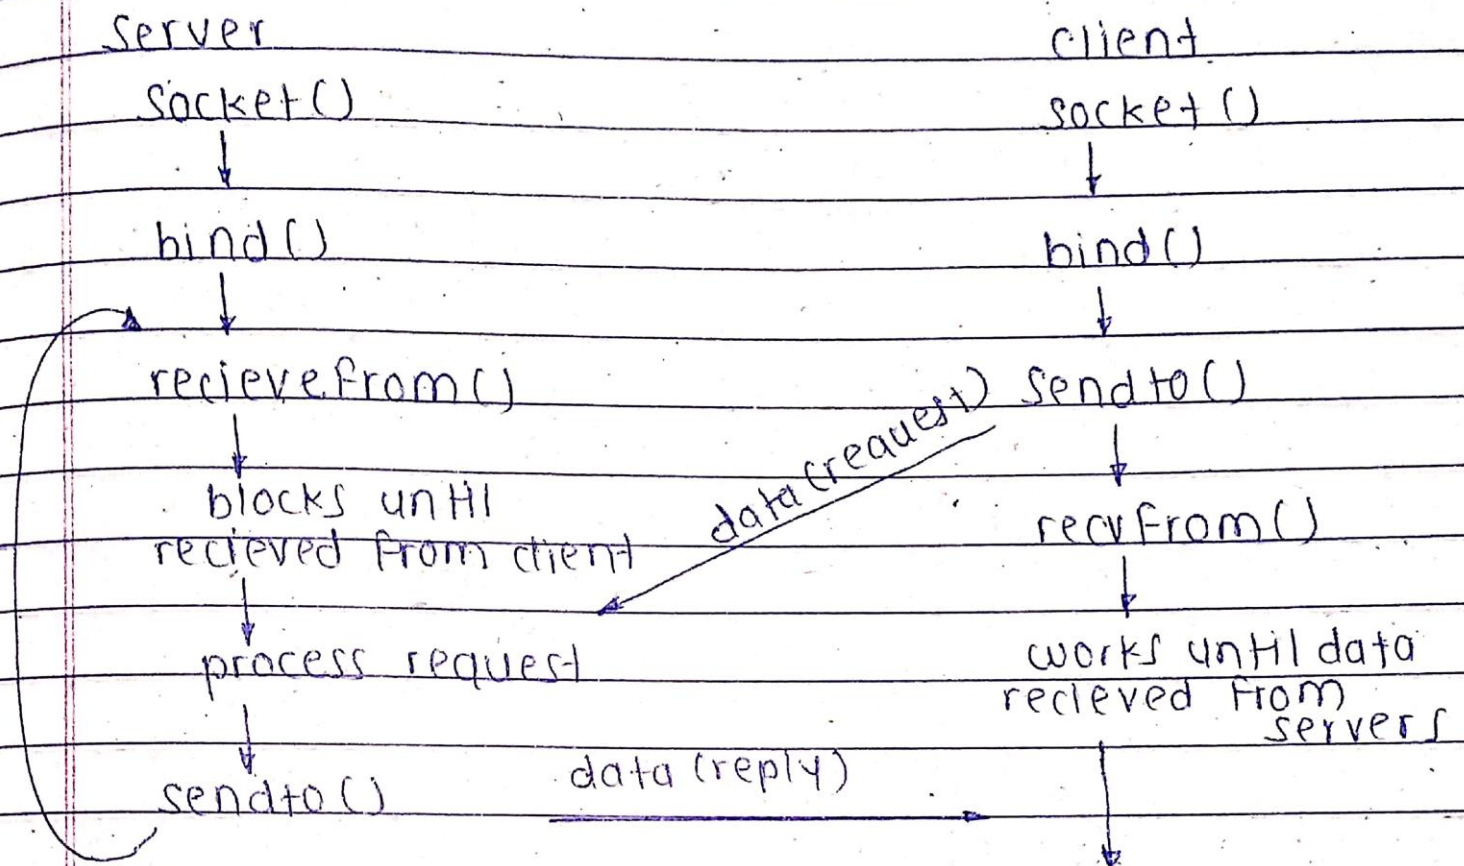 server
client
socket()
socket()
bind()
bind()
recievefrom()
sendto()
data (request)
blocks until
recieved from client
recvfrom()
process request
works until data
recieved from
servers
sendto()
data (reply)